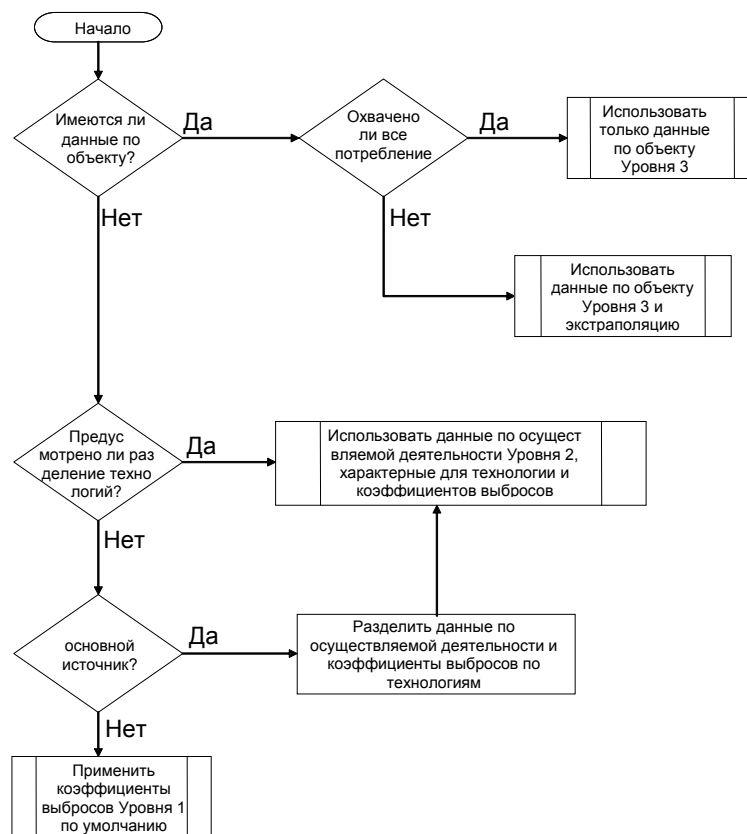 Начало
Имеются ли
данные по
объекту?
Да
Охвачено
ли все
потребление
Да
Использовать
только данные
по объекту
Уровня 3
Нет
Нет
Использовать
данные по объекту
Уровня 3 и
экстраполяцию
Предус
мотрено ли раз
деление техно
логий?
Да
Использовать данные по осущест
вляемой деятельности Уровня 2,
характерные для технологии и
коэффициентов выбросов
Нет
основной
источник?
Да
Разделить данные по
осуществляемой деятельности и
коэффициенты выбросов по
технологиям
Нет
Применить
коэффициенты
выбросов Уровня 1
по умолчанию